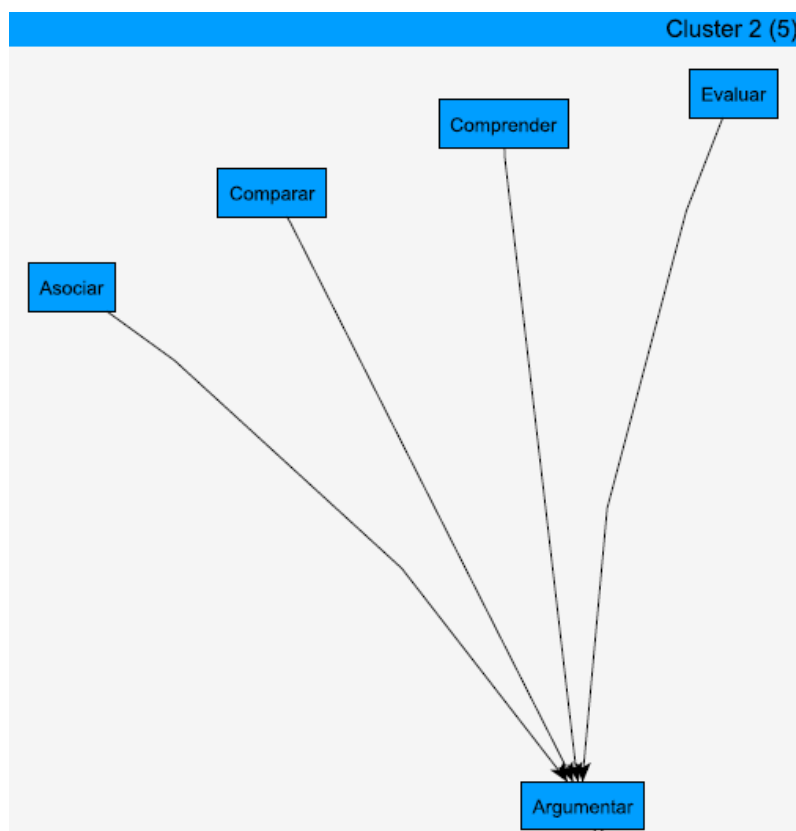 Cluster 2 (5)
Evaluar
Comprender
Comparar
Asociar
Argumentar